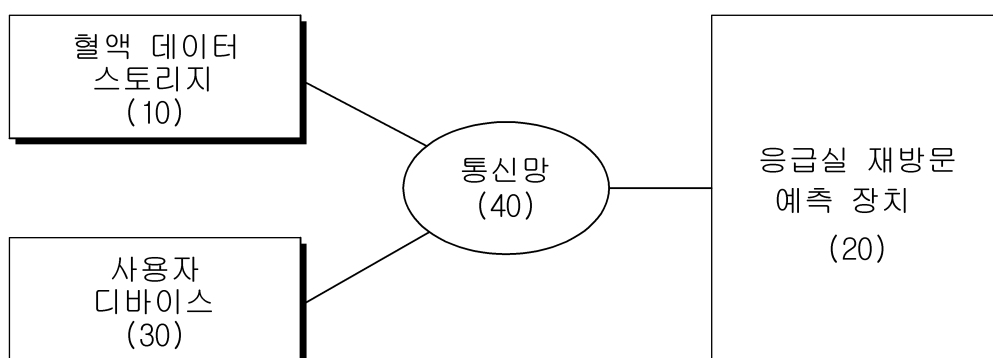 혈액 데이터
스토리지
(10)
통신망
(40)
응급실 재방문
예측 장치
(20)
사용자
디바이스
(30)